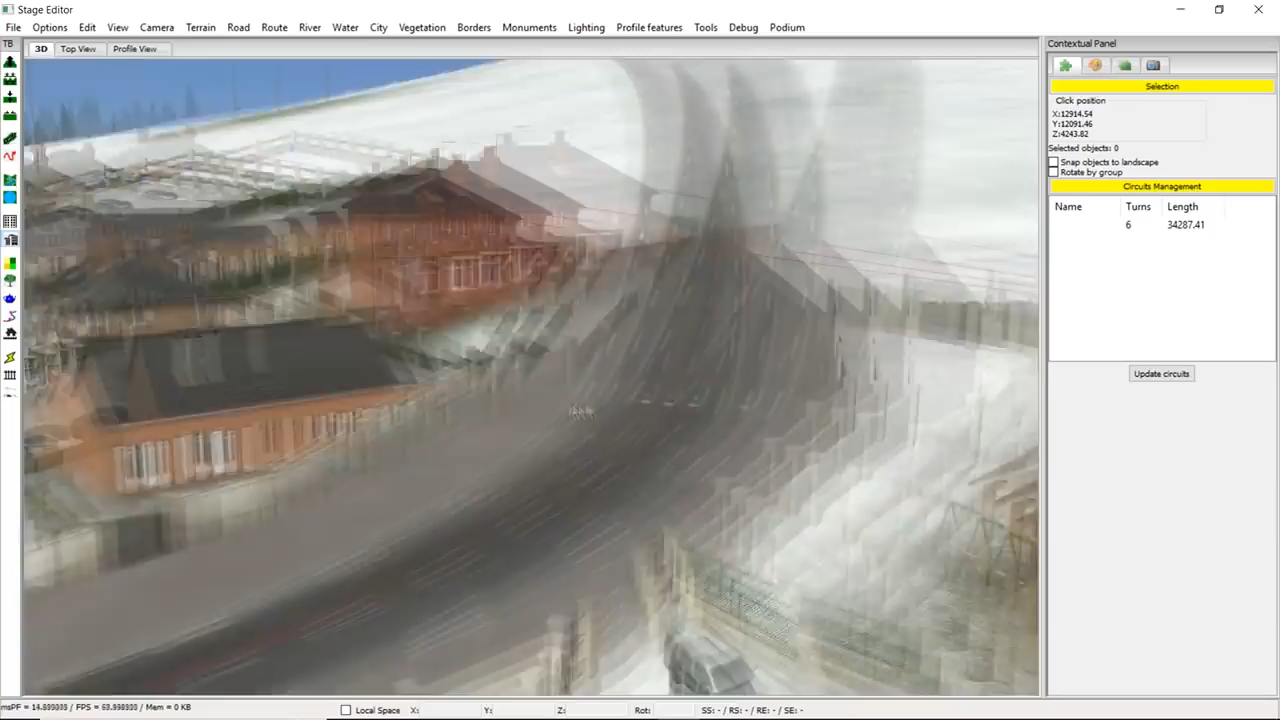 Stage Editor
File Options Edit View Camera Terrain Road Route River Water City Vegetation Borders Monuments Lighting Profile features Tools Debug Podium
TB
3D Top View Profile View
Contextual Panel
Selection
Click position
X:12914.54
Y:12091.46
Z:4243.82
Selected objects: 0
Snap objects to landscape
Rotate by group
Circuits Management
Name Turns Length
6 34287.41
Update circuits
Local Space X: Y: Z: Rot: SS: - / RS: - / RE: - / SE: -